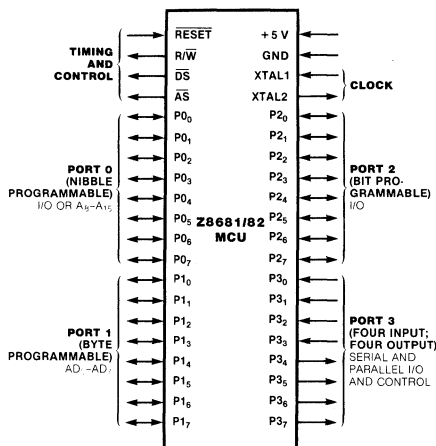 TIMING
AND
CONTROL
RESET
R/W
DS
AS
+5 V
GND
XTAL1
XTAL2
CLOCK
PORT 0
(NIBBLE
PROGRAMMABLE)
I/O OR A₈–A₁₅
P0₀
P0₁
P0₂
P0₃
P0₄
P0₅
P0₆
P0₇
Z8681/82
MCU
P2₀
P2₁
P2₂
P2₃
P2₄
P2₅
P2₆
P2₇
PORT 2
(BIT PRO-
GRAMMABLE)
I/O
PORT 1
(BYTE
PROGRAMMABLE)
P1₀
P1₁
P1₂
P1₃
P1₄
P1₅
P1₆
P1₇
P3₀
P3₁
P3₂
P3₃
P3₄
P3₅
P3₆
P3₇
PORT 3
(FOUR INPUT;
FOUR OUTPUT)
SERIAL AND
PARALLEL I/O
AND CONTROL